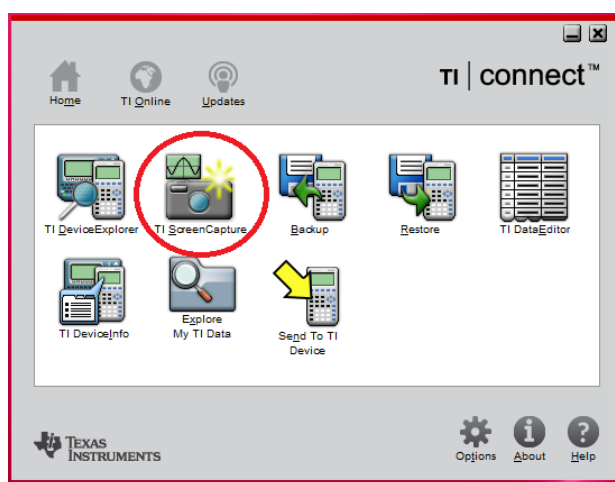 TI | connect™
Home
TI Online
Updates
TI DeviceExplorer
TI ScreenCapture
Backup
Restore
TI DataEditor
TI DeviceInfo
Explore
My TI Data
Send To TI
Device
TEXAS
INSTRUMENTS
Options
About
Help